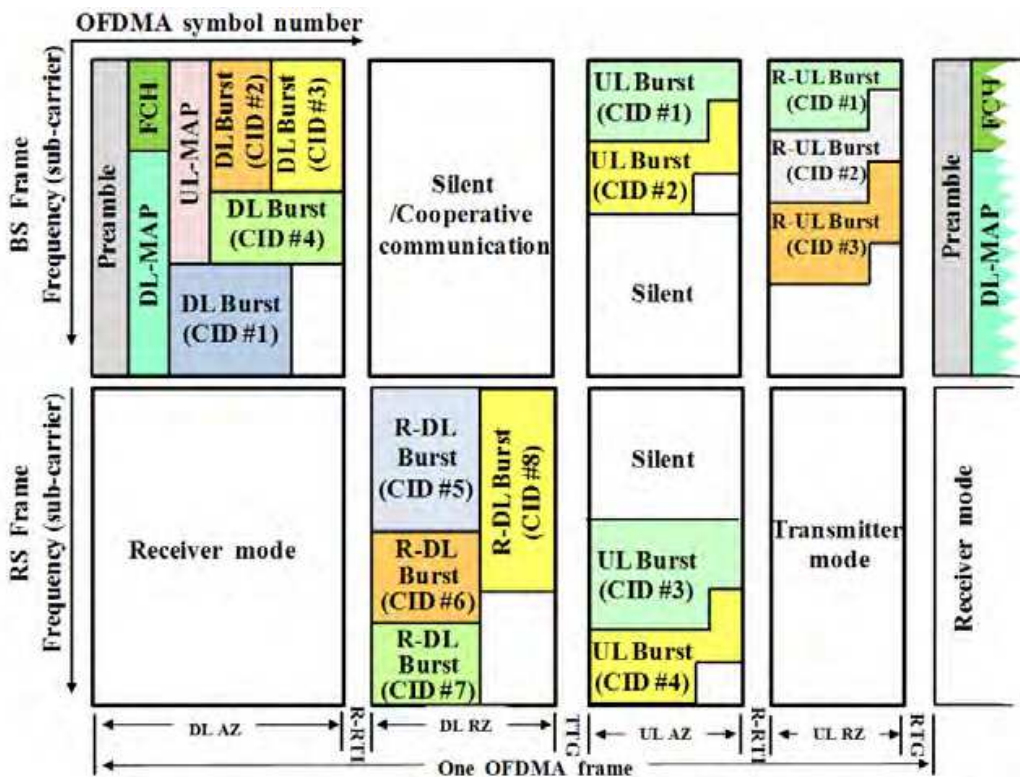 OFDMA symbol number
BS Frame
Frequency (sub-carrier)
Preamble
FCH
DL-MAP
UL-MAP
DL Burst
(CID #2)
DL Burst
(CID #3)
DL Burst
(CID #4)
DL Burst
(CID #1)
Silent
/Cooperative
communication
UL Burst
(CID #1)
UL Burst
(CID #2)
Silent
R-UL Burst
(CID #1)
R-UL Burst
(CID #2)
R-UL Burst
(CID #3)
Preamble
FCH
DL-MAP
RS Frame
Frequency (sub-carrier)
Receiver mode
R-DL
Burst
(CID #5)
R-DL
Burst
(CID #6)
R-DL
Burst
(CID #7)
R-DL Burst
(CID #8)
Silent
UL Burst
(CID #3)
UL Burst
(CID #4)
Transmitter
mode
Receiver mode
DL AZ
R-RTI
DL RZ
TTG
UL AZ
R-RTI
UL RZ
RTG
One OFDMA frame